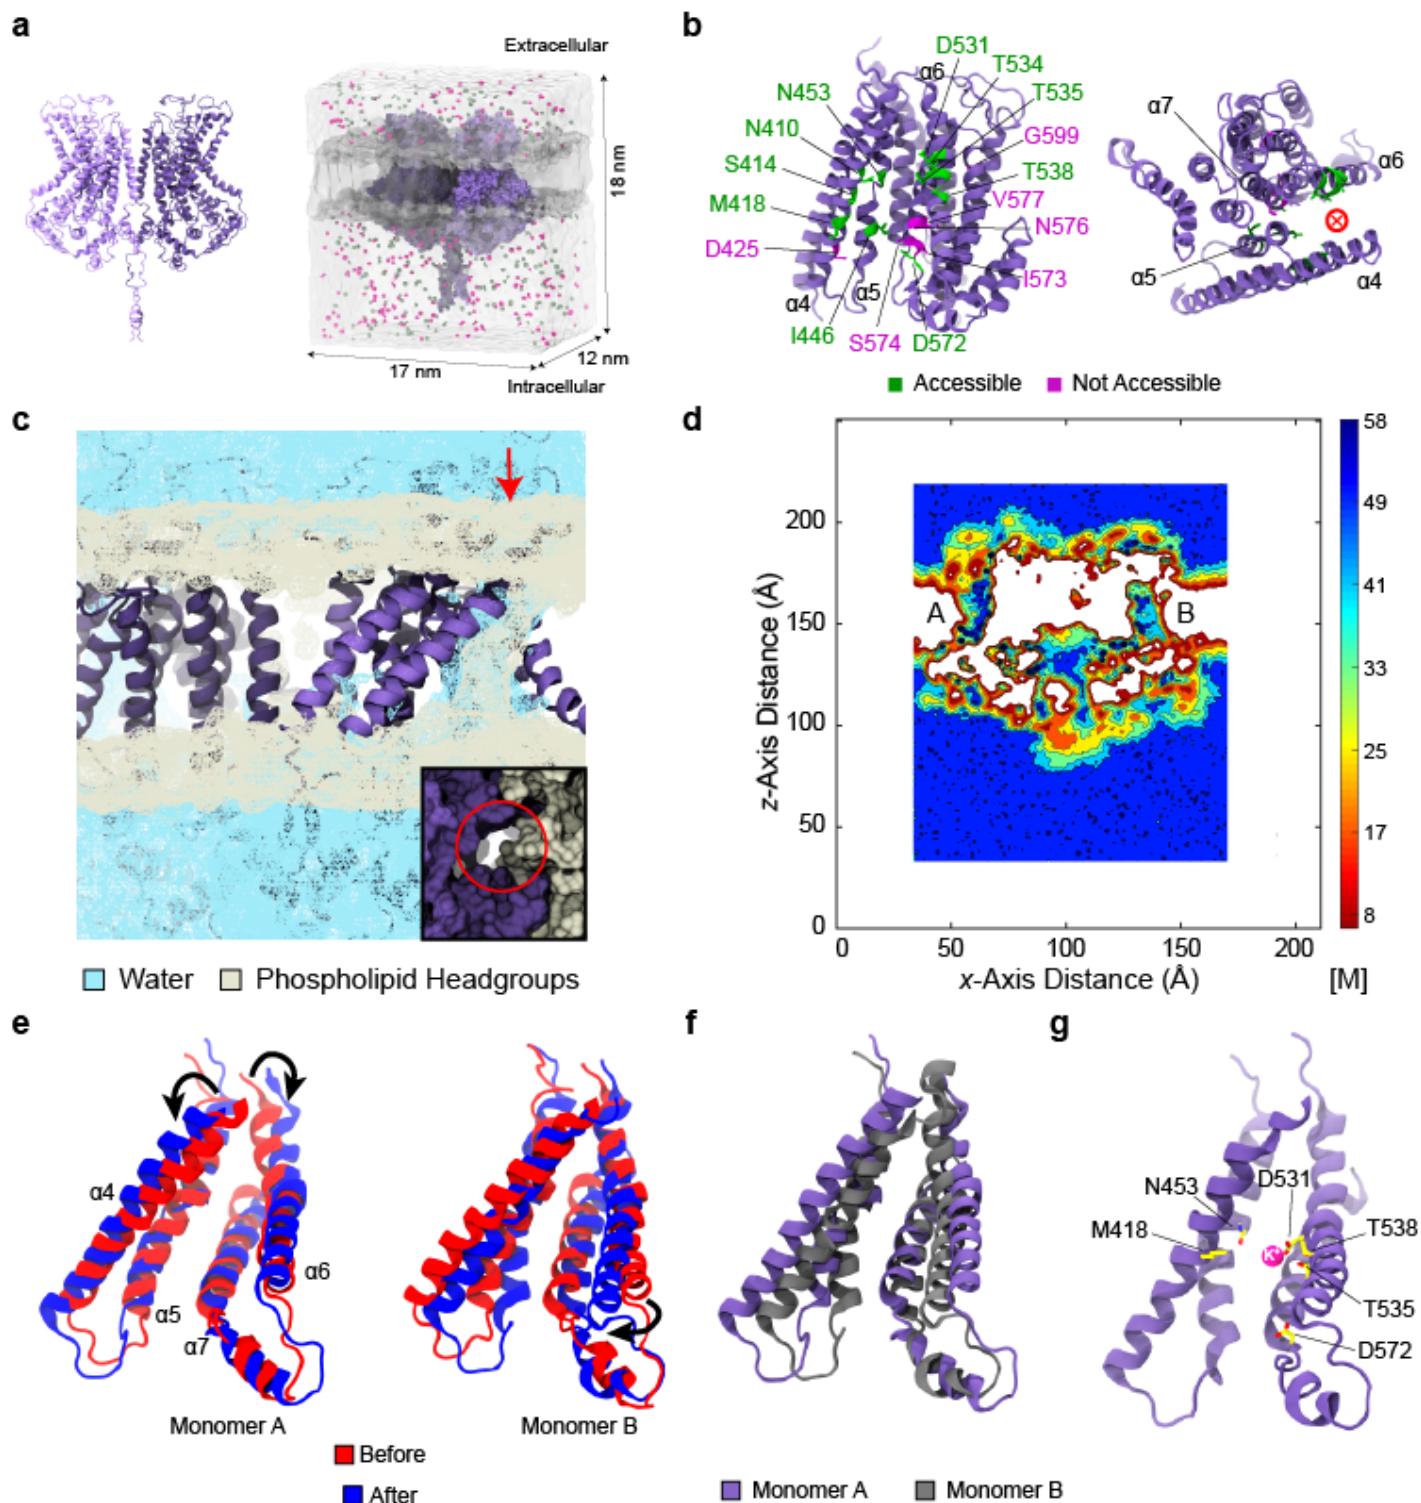 a
Extracellular
18 nm
12 nm
17 nm
Intracellular
b
D531
α6
T534
N453
T535
N410
G599
S414
T538
M418
V577
D425
N576
I573
α4
α5
I446
S574
D572
α7
α6
α5
α4
Accessible
Not Accessible
c
Water
Phospholipid Headgroups
d
z-Axis Distance (Å)
200
150
100
50
0
A
B
0
50
100
150
200
x-Axis Distance (Å)
58
49
41
33
25
17
8
[M]
e
α4
α5
α6
α7
Monomer A
Monomer B
Before
After
f
Monomer A
Monomer B
g
N453
D531
M418
T538
K+
T535
D572